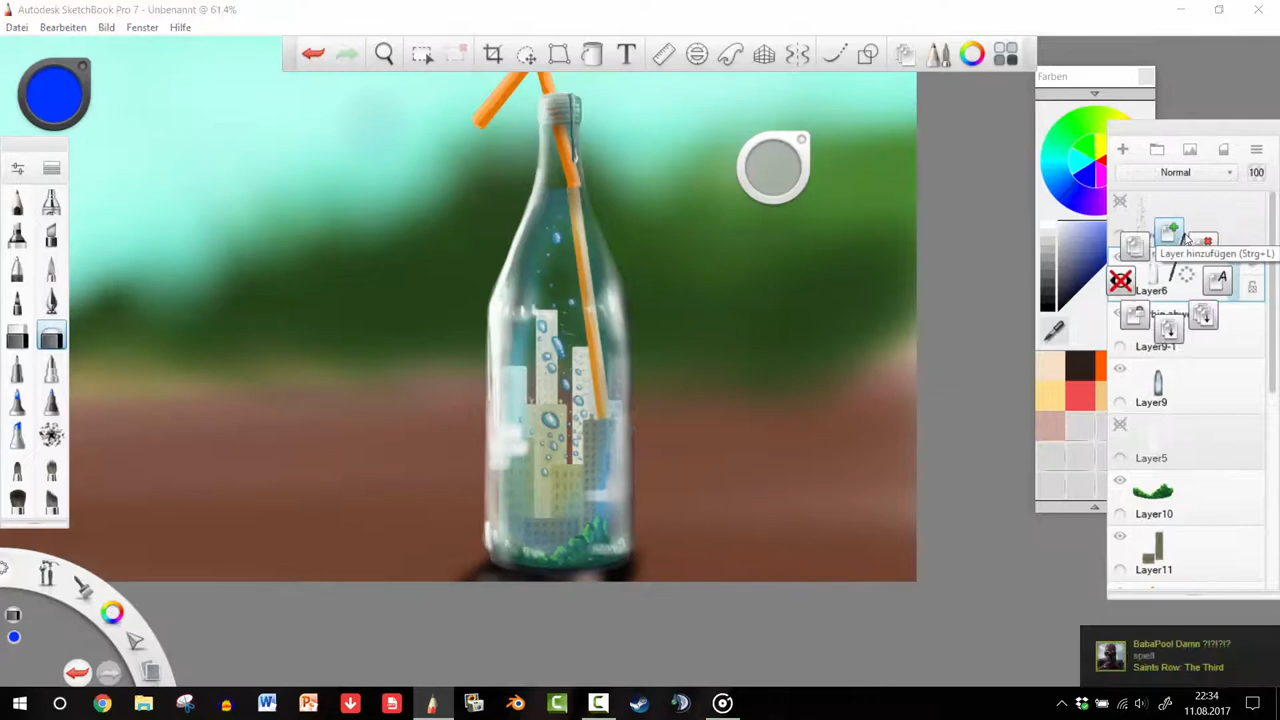 Autodesk SketchBook Pro 7 - Unbenannt @ 61,4%
Datei Bearbeiten Bild Fenster Hilfe
Farben
Normal 100
Layer hinzufügen (Strg+L)
Layer6
Layer9-1
Layer9
Layer5
Layer10
Layer11
BabaPool Damn ?!?!?!?
spielt
Saints Row: The Third
22:34
11.08.2017